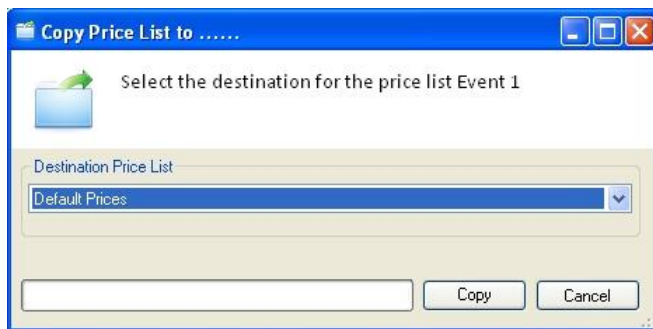 Copy Price List to ......
Select the destination for the price list Event 1
Destination Price List
Default Prices
Copy
Cancel